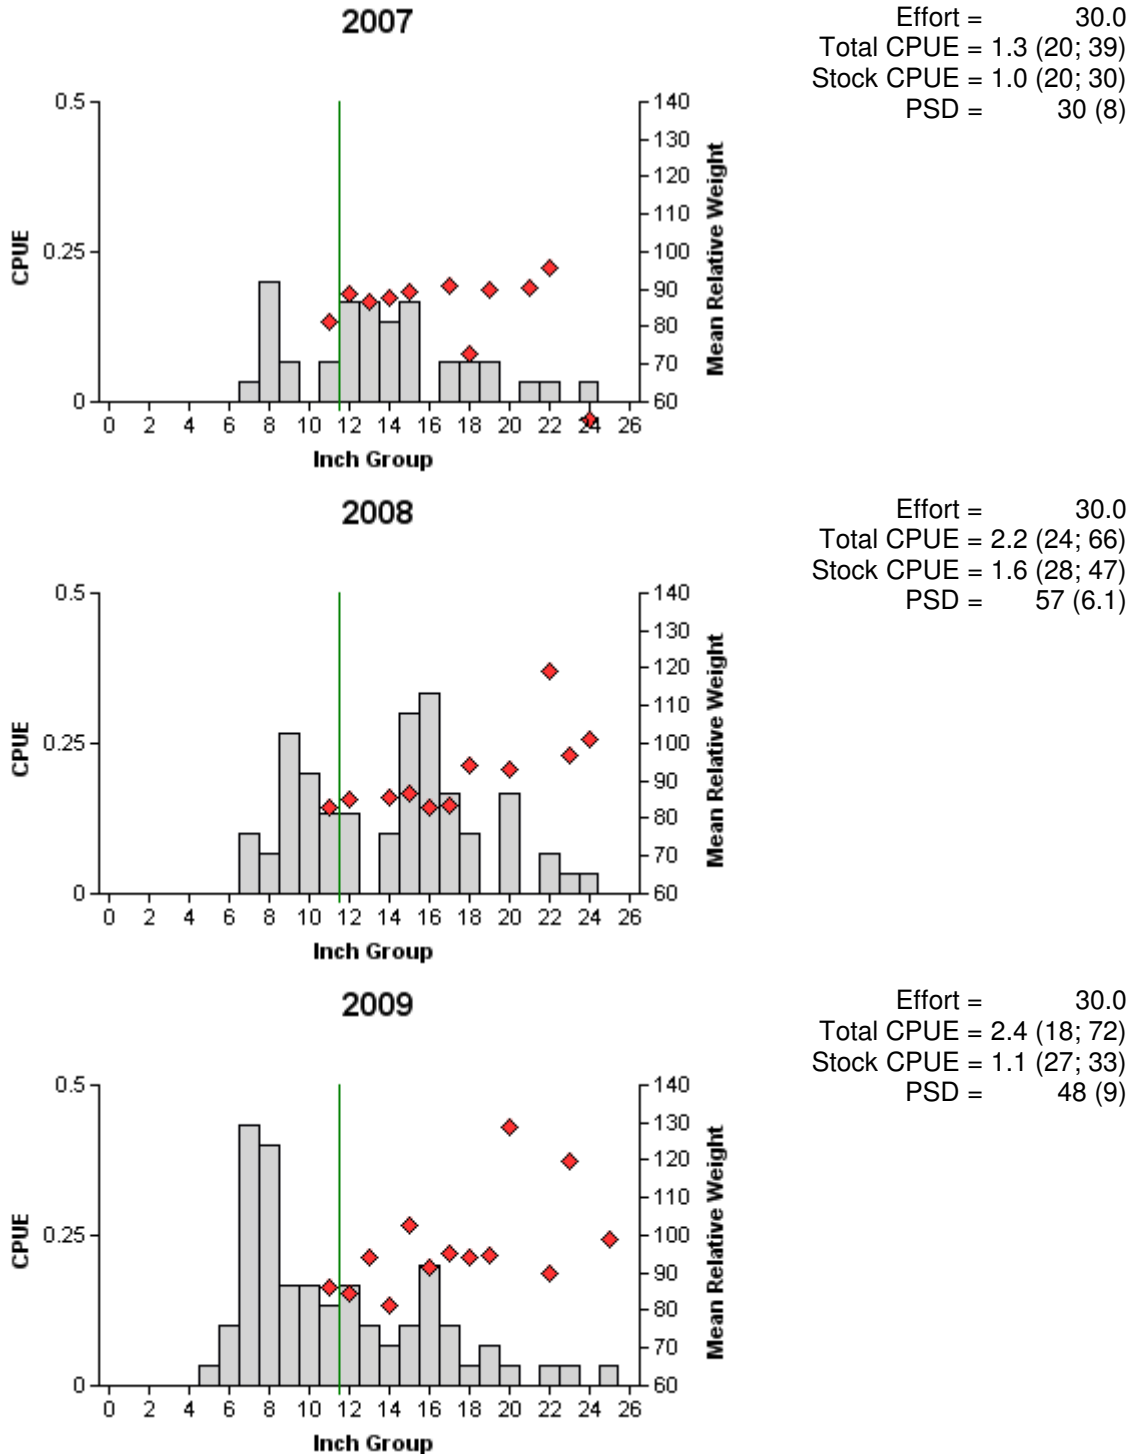 2007
Effort = 30.0
Total CPUE = 1.3 (20; 39)
Stock CPUE = 1.0 (20; 30)
PSD = 30 (8)
0.5
0.25
0
CPUE
140
130
120
110
100
90
80
70
60
Mean Relative Weight
0 2 4 6 8 10 12 14 16 18 20 22 24 26
Inch Group
2008
Effort = 30.0
Total CPUE = 2.2 (24; 66)
Stock CPUE = 1.6 (28; 47)
PSD = 57 (6.1)
0.5
0.25
0
CPUE
140
130
120
110
100
90
80
70
60
Mean Relative Weight
0 2 4 6 8 10 12 14 16 18 20 22 24 26
Inch Group
2009
Effort = 30.0
Total CPUE = 2.4 (18; 72)
Stock CPUE = 1.1 (27; 33)
PSD = 48 (9)
0.5
0.25
0
CPUE
140
130
120
110
100
90
80
70
60
Mean Relative Weight
0 2 4 6 8 10 12 14 16 18 20 22 24 26
Inch Group